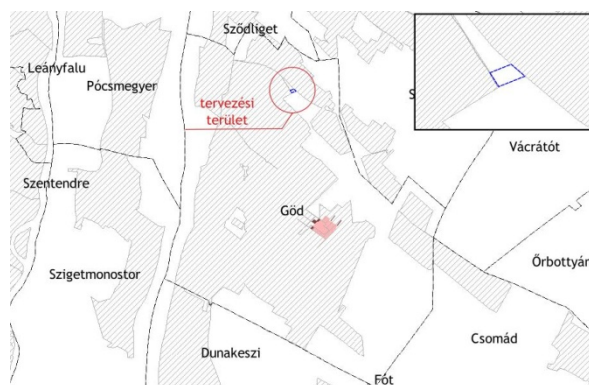 Sződliget
Leányfalu
Pócsmegyer
tervezési
terület
Vácrátót
Szentendre
Göd
Szigetmonostor
Őrbottyán
Csomád
Dunakeszi
Fót